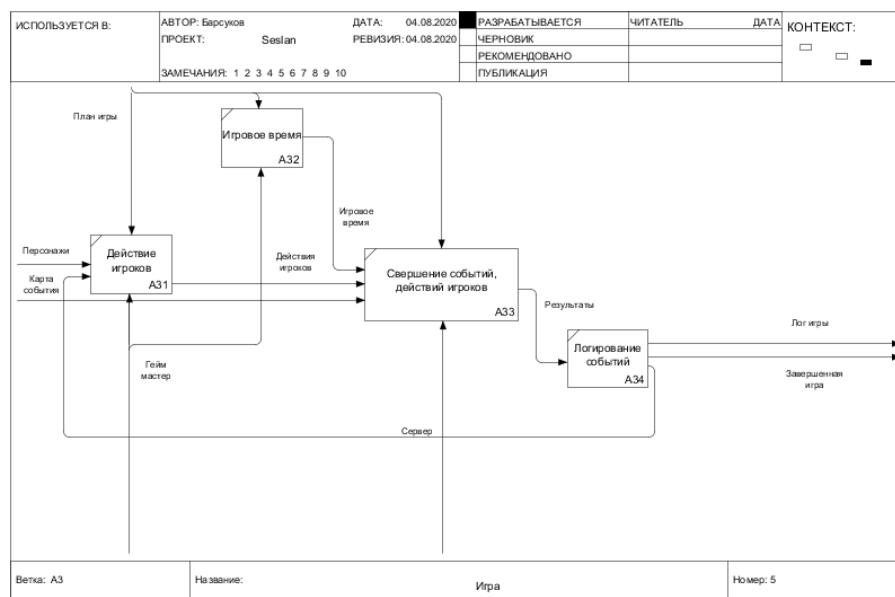 ИСПОЛЬЗУЕТСЯ В:
АВТОР: Барсуков
ДАТА: 04.08.2020
ПРОЕКТ: Seslan
РЕВИЗИЯ: 04.08.2020
ЗАМЕЧАНИЯ: 1 2 3 4 5 6 7 8 9 10
РАЗРАБАТЫВАЕТСЯ
ЧЕРНОВИК
РЕКОМЕНДОВАНО
ПУБЛИКАЦИЯ
ЧИТАТЕЛЬ
ДАТА
КОНТЕКСТ:
План игры
Игровое время
A32
Игровое
время
Персонажи
Действие
игроков
A31
Карта
события
Действия
игроков
Свершение событий,
действий игроков
A33
Результаты
Логирование
событий
A34
Лог игры
Завершенная
игра
Гейм
мастер
Сервер
Ветка: A3
Название:
Игра
Номер: 5